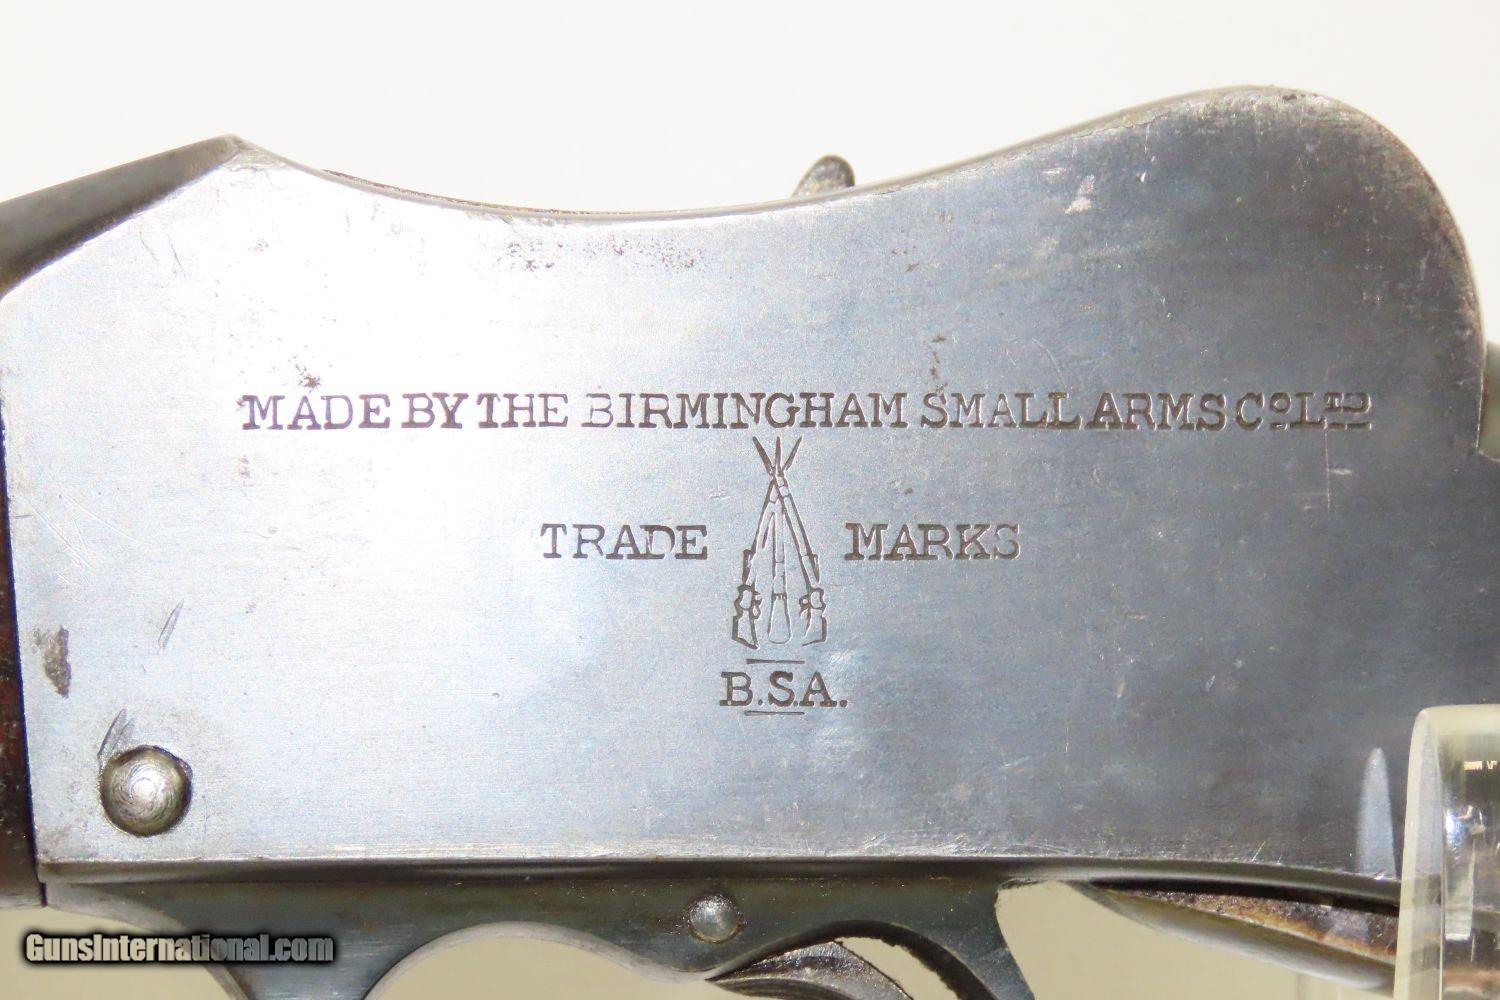 MADE BY THE BIRMINGHAM SMALL ARMS CO LTD
TRADE MARKS
B.S.A.
GunsInternational.com